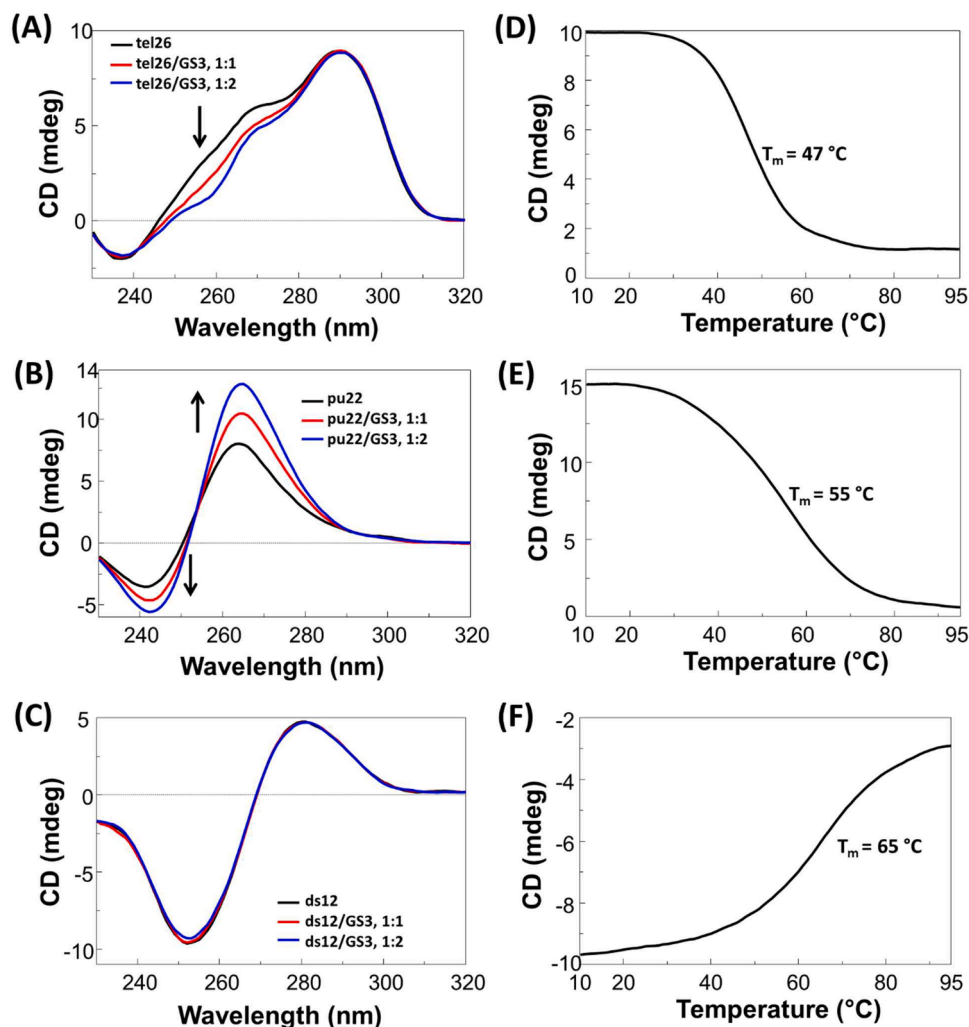 (A)
CD (mdeg)
10
5
0
tel26
tel26/GS3, 1:1
tel26/GS3, 1:2
240 260 280 300 320
Wavelength (nm)
(D)
CD (mdeg)
10
8
6
4
2
0
Tm = 47 °C
10 20 40 60 80 95
Temperature (°C)
(B)
CD (mdeg)
14
10
5
0
-5
pu22
pu22/GS3, 1:1
pu22/GS3, 1:2
240 260 280 300 320
Wavelength (nm)
(E)
CD (mdeg)
15
10
5
0
Tm = 55 °C
10 20 40 60 80 95
Temperature (°C)
(C)
CD (mdeg)
5
0
-5
-10
ds12
ds12/GS3, 1:1
ds12/GS3, 1:2
240 260 280 300 320
Wavelength (nm)
(F)
CD (mdeg)
-2
-4
-6
-8
-10
Tm = 65 °C
10 20 40 60 80 95
Temperature (°C)